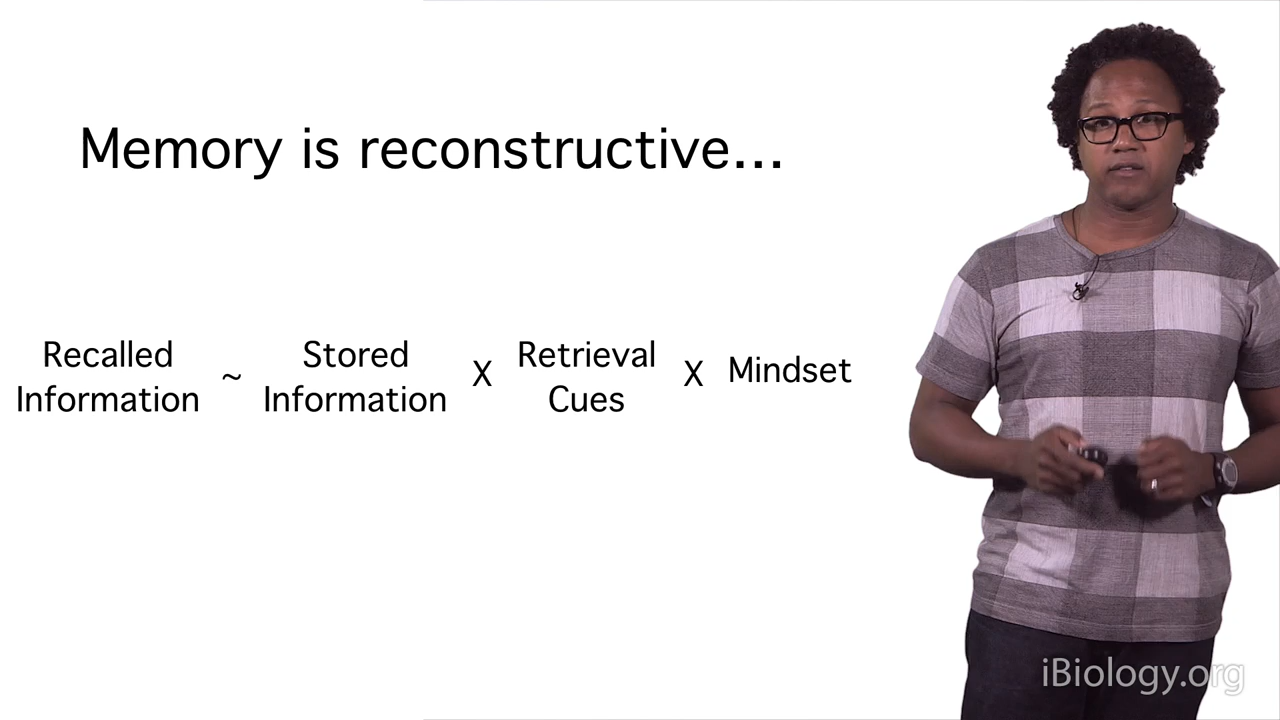 Memory is reconstructive...
Recalled Information ~ Stored Information X Retrieval Cues X Mindset
iBiology.org